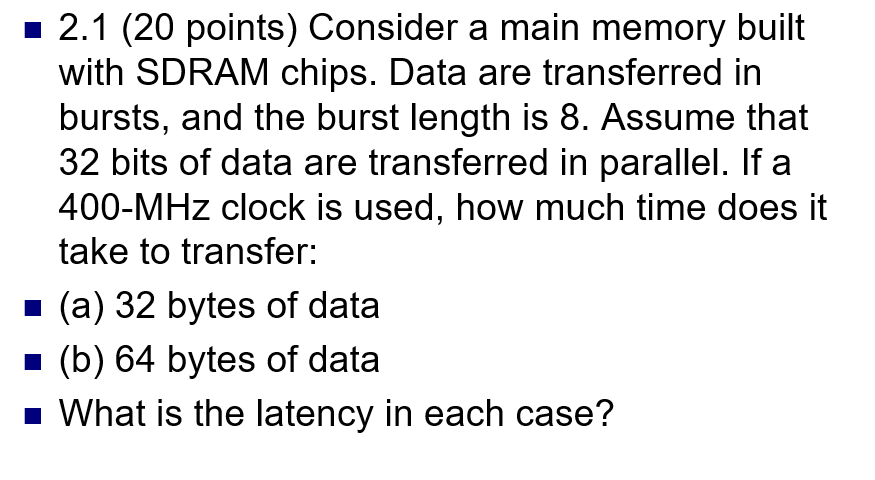 2.1 (20 points) Consider a main memory built
with SDRAM chips. Data are transferred in
bursts, and the burst length is 8. Assume that
32 bits of data are transferred in parallel. If a
400-MHz clock is used, how much time does it
take to transfer:
(a) 32 bytes of data
(b) 64 bytes of data
What is the latency in each case?